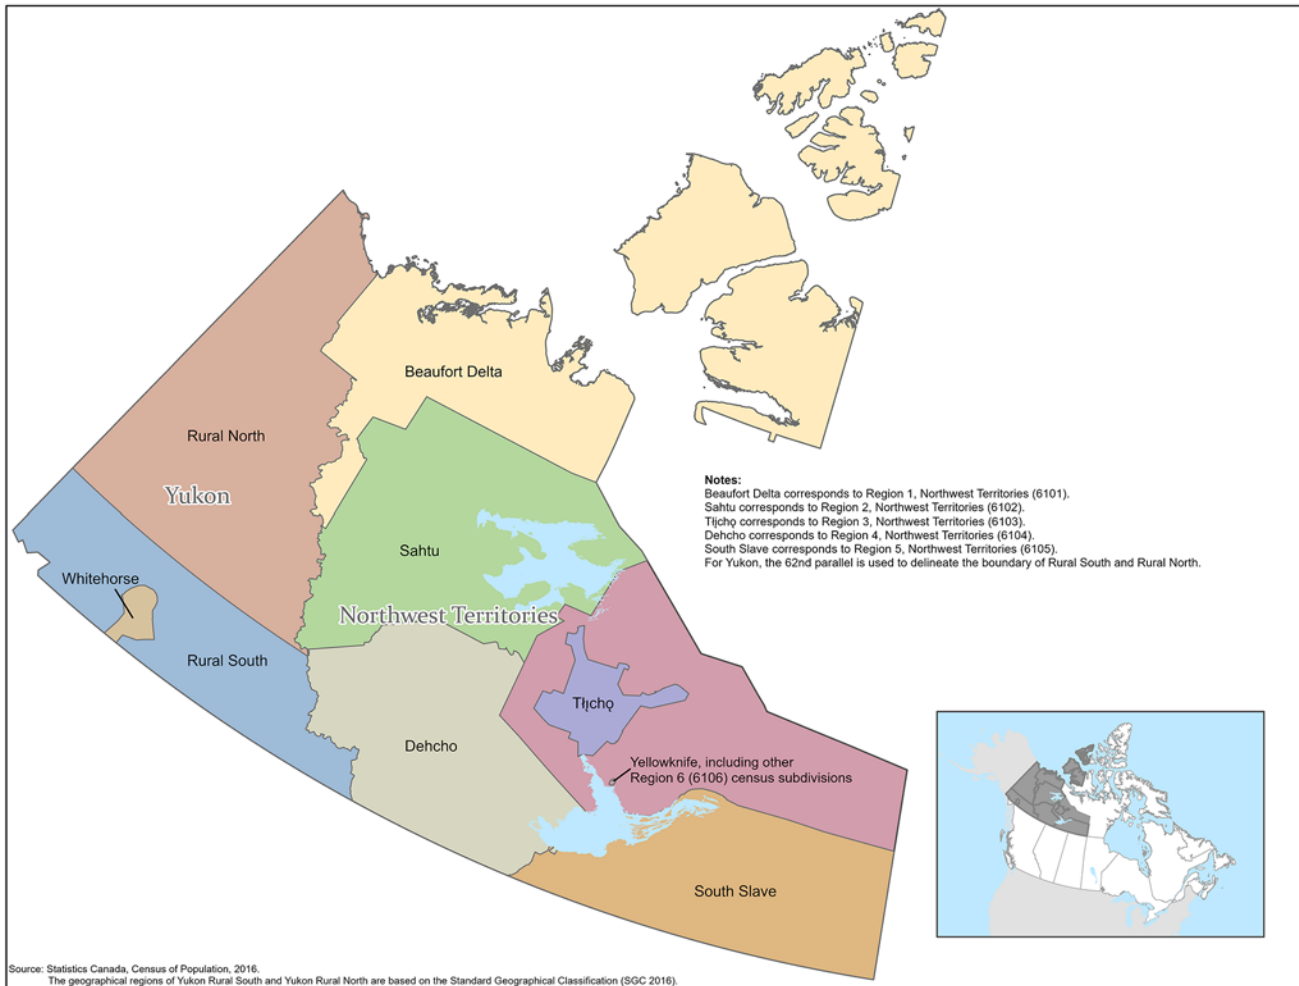 Beaufort Delta
Rural North
Yukon
Notes:
Beaufort Delta corresponds to Region 1, Northwest Territories (6101).
Sahtu corresponds to Region 2, Northwest Territories (6102).
Tłįchǫ corresponds to Region 3, Northwest Territories (6103).
Dehcho corresponds to Region 4, Northwest Territories (6104).
South Slave corresponds to Region 5, Northwest Territories (6105).
For Yukon, the 62nd parallel is used to delineate the boundary of Rural South and Rural North.
Sahtu
Whitehorse
Northwest Territories
Rural South
Tłįchǫ
Dehcho
Yellowknife, including other
Region 6 (6106) census subdivisions
South Slave
Source: Statistics Canada, Census of Population, 2016.
The geographical regions of Yukon Rural South and Yukon Rural North are based on the Standard Geographical Classification (SGC 2016).